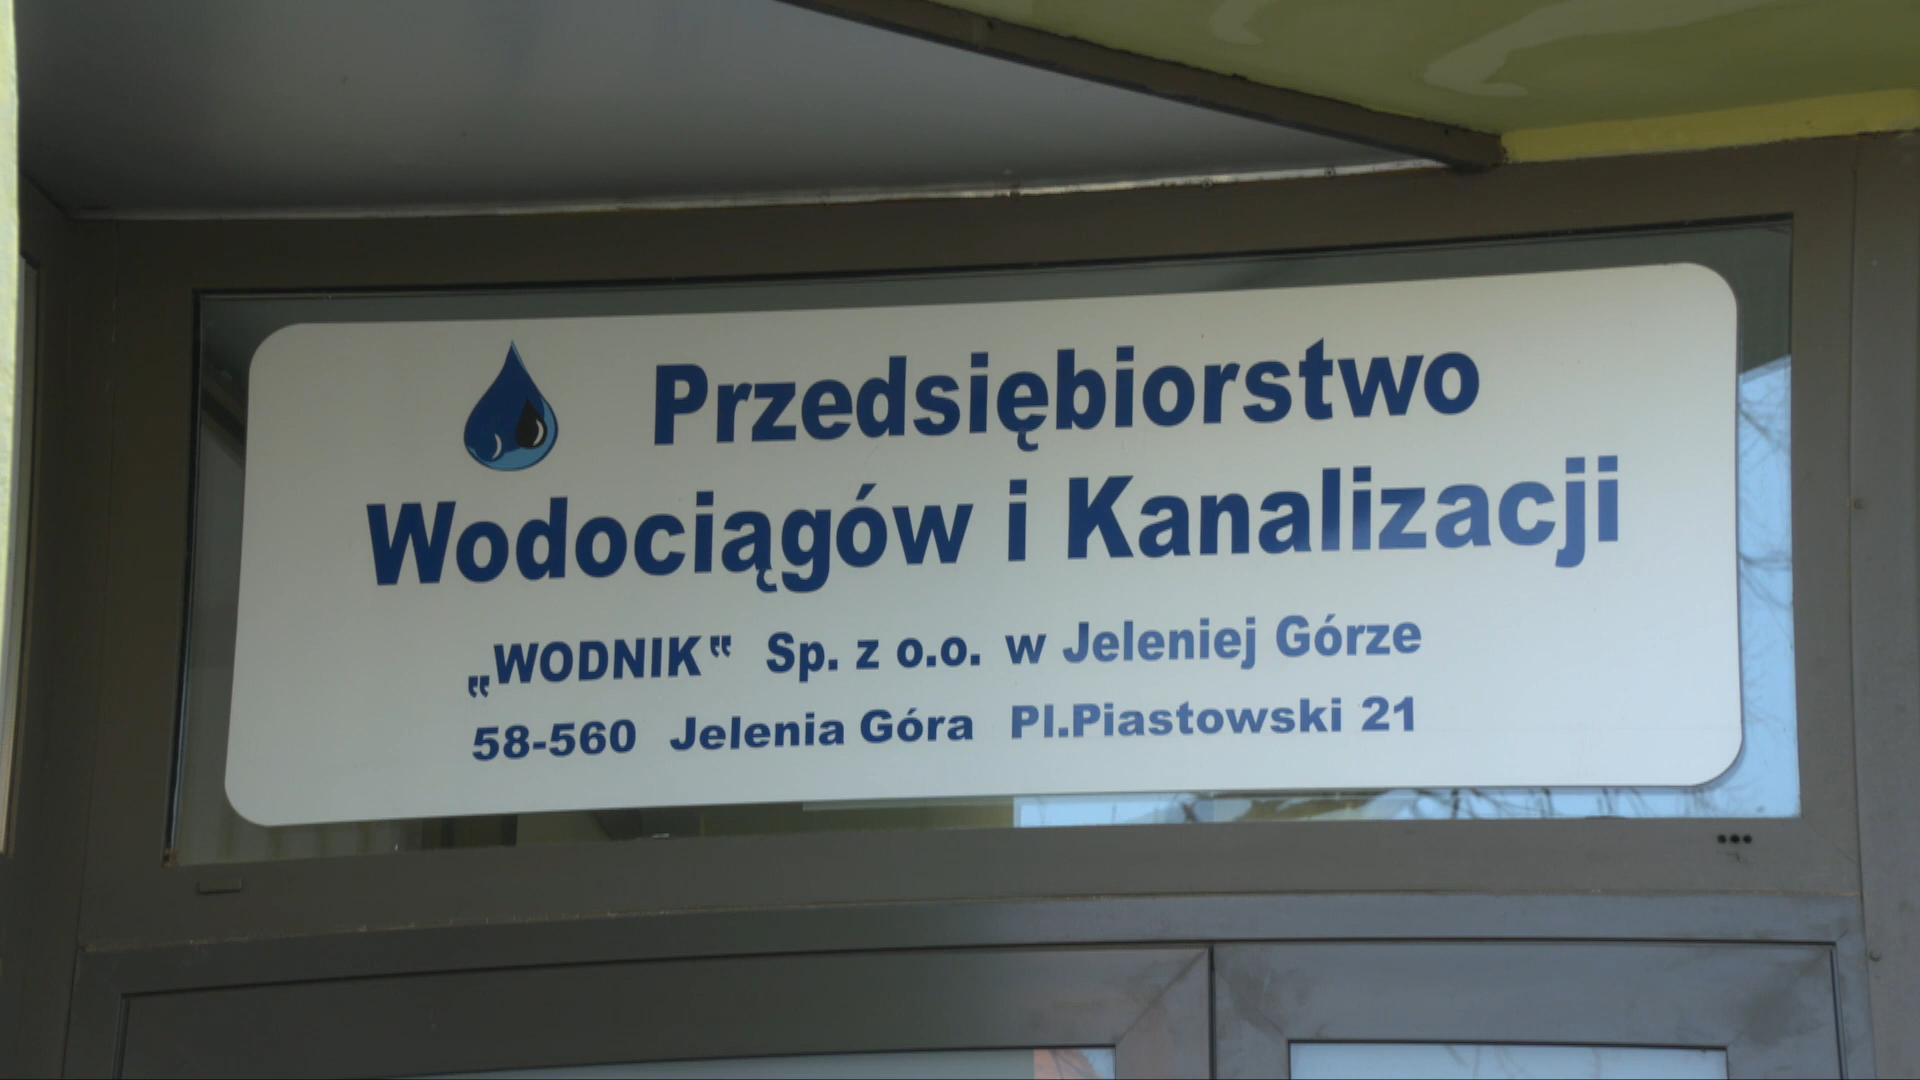 Przedsiębiorstwo
Wodociągów i Kanalizacji
„WODNIK‟ Sp. z o.o. w Jeleniej Górze
58-560 Jelenia Góra Pl.Piastowski 21